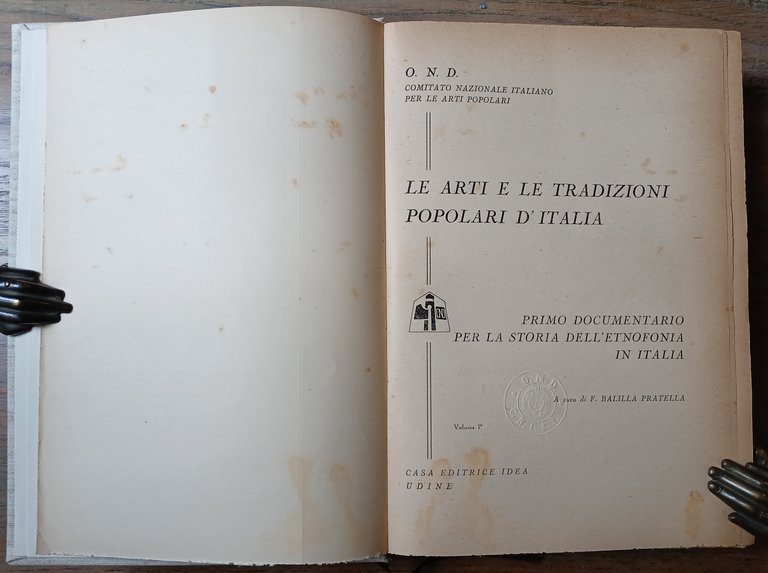 O. N. D.
COMITATO NAZIONALE ITALIANO
PER LE ARTI POPOLARI
LE ARTI E LE TRADIZIONI
POPOLARI D'ITALIA
PRIMO DOCUMENTARIO
PER LA STORIA DELL'ETNOFONIA
IN ITALIA
O.N.D.
A cura di F. BALILLA PRATELLA
Volume I°
CASA EDITRICE IDEA
UDINE